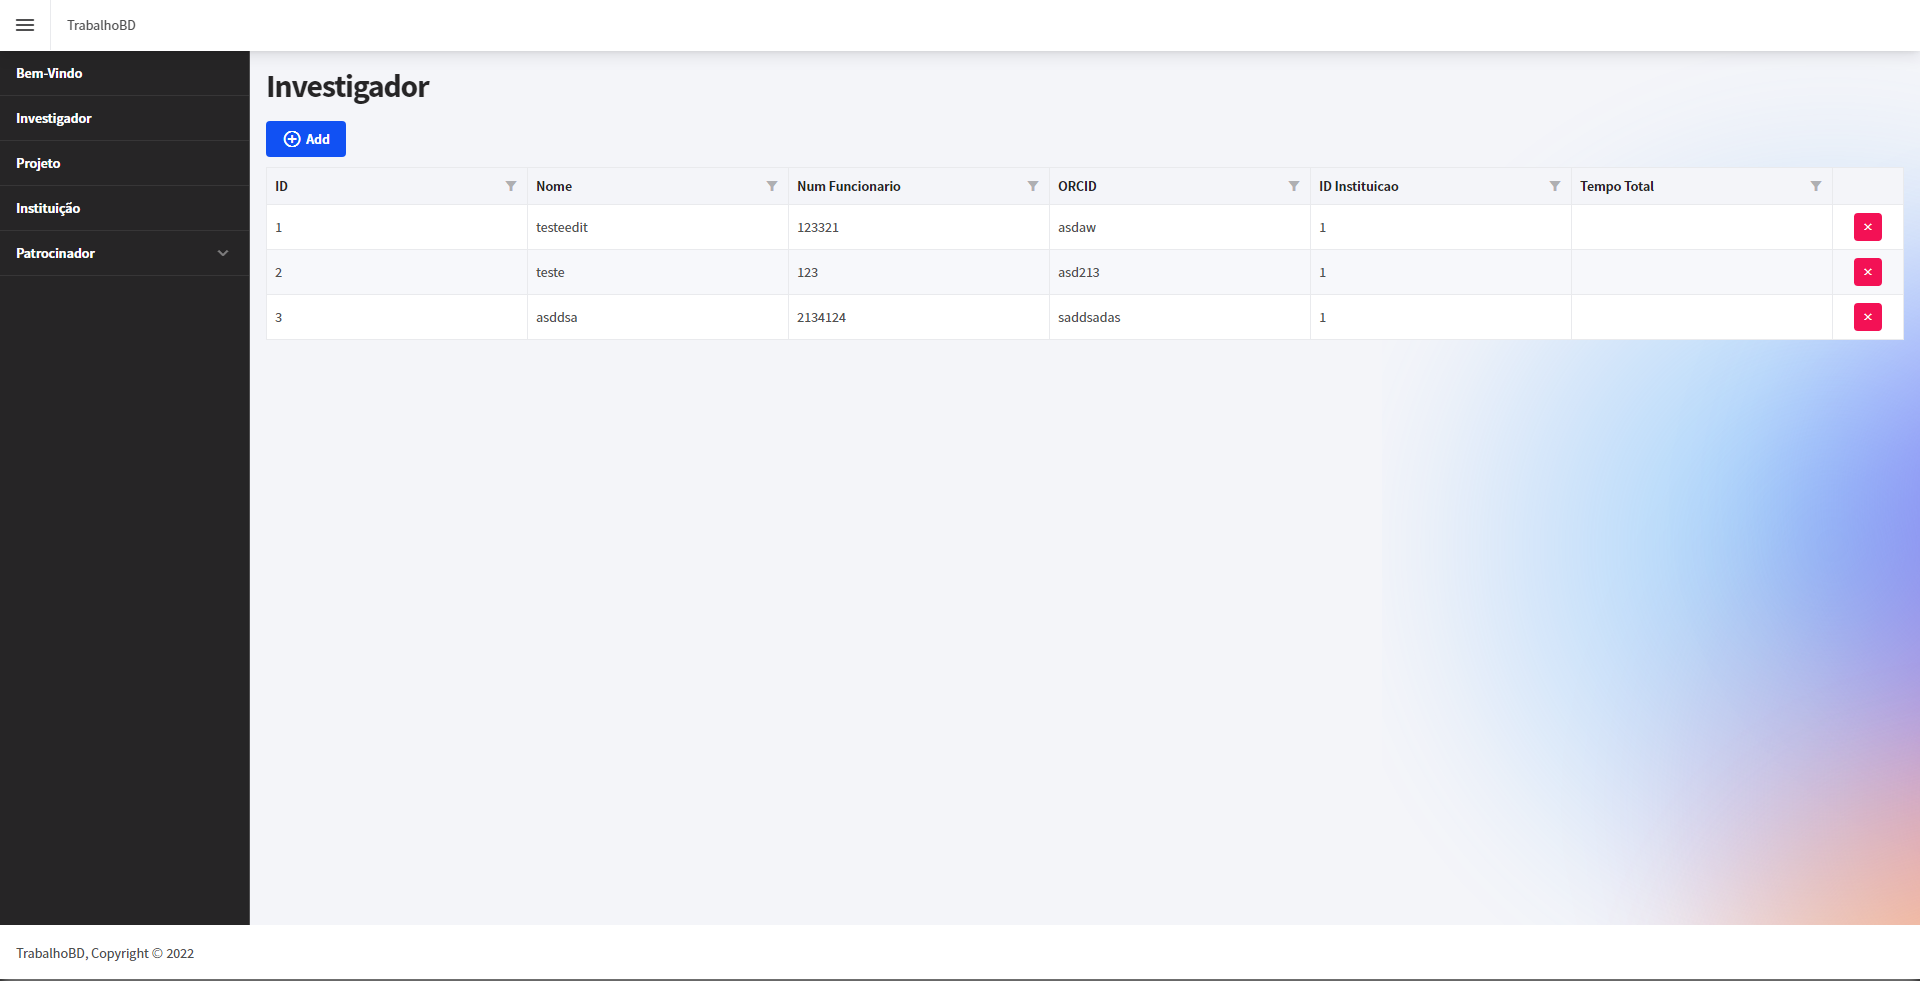 TrabalhoBD
Bem-Vindo
Investigador
Projeto
Instituição
Patrocinador
Investigador
Add
ID Nome Num Funcionario ORCID ID Instituicao Tempo Total
1 testeedit 123321 asdaw 1
2 teste 123 asd213 1
3 asddsa 2134124 saddsadas 1
TrabalhoBD, Copyright © 2022